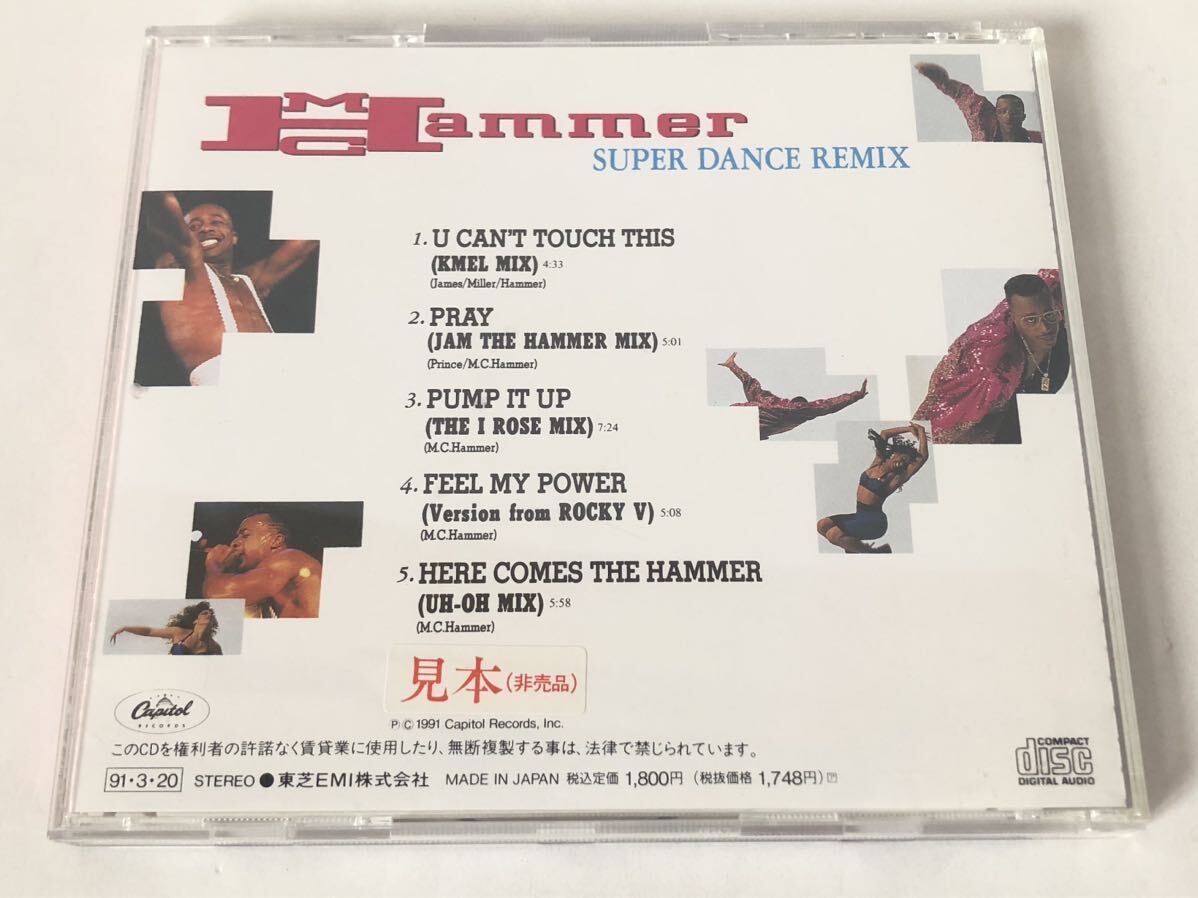 MC Hammer
SUPER DANCE REMIX
1. U CAN'T TOUCH THIS
(KMEL MIX) 4:33
(James/Miller/Hammer)
2. PRAY
(JAM THE HAMMER MIX) 5:01
(Prince/M.C.Hammer)
3. PUMP IT UP
(THE I ROSE MIX) 7:24
(M.C.Hammer)
4. FEEL MY POWER
(Version from ROCKY V) 5:08
(M.C.Hammer)
5. HERE COMES THE HAMMER
(UH-OH MIX) 5:58
(M.C.Hammer)
見本(非売品)
Capitol
RECORDS
Ⓟ Ⓒ 1991 Capitol Records, Inc.
このCDを権利者の許諾なく賃貸業に使用したり、無断複製する事は、法律で禁じられています。
91・3・20 STEREO ● 東芝EMI株式会社 MADE IN JAPAN 税込定価 1,800円 (税抜価格 1,748円)
COMPACT
disc
DIGITAL AUDIO